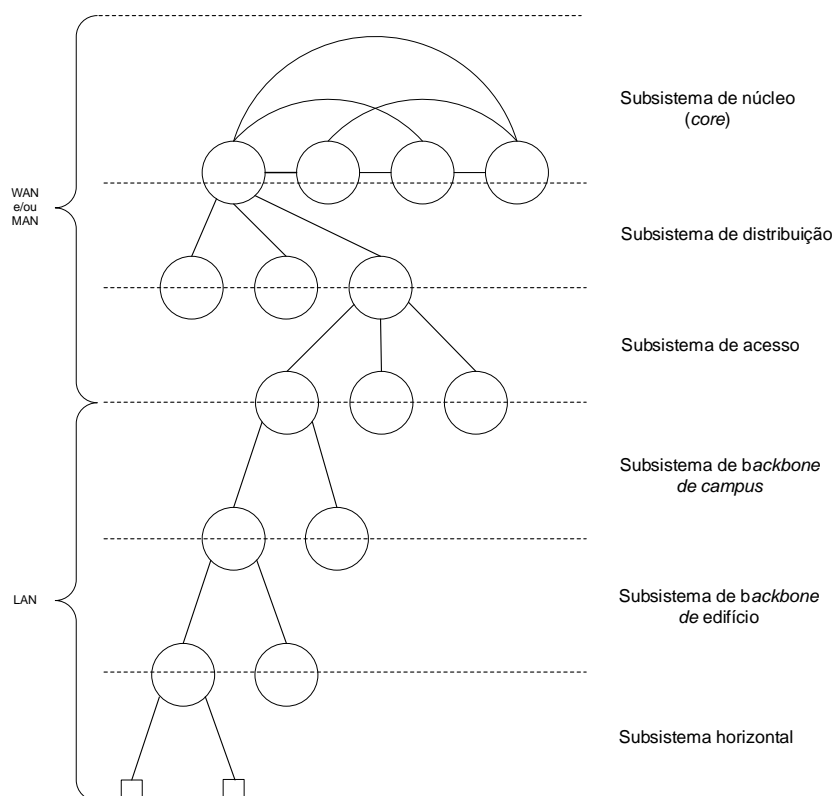 Subsistema de núcleo
(core)
WAN
e/ou
MAN
Subsistema de distribuição
Subsistema de acesso
Subsistema de backbone
de campus
LAN
Subsistema de backbone
de edifício
Subsistema horizontal